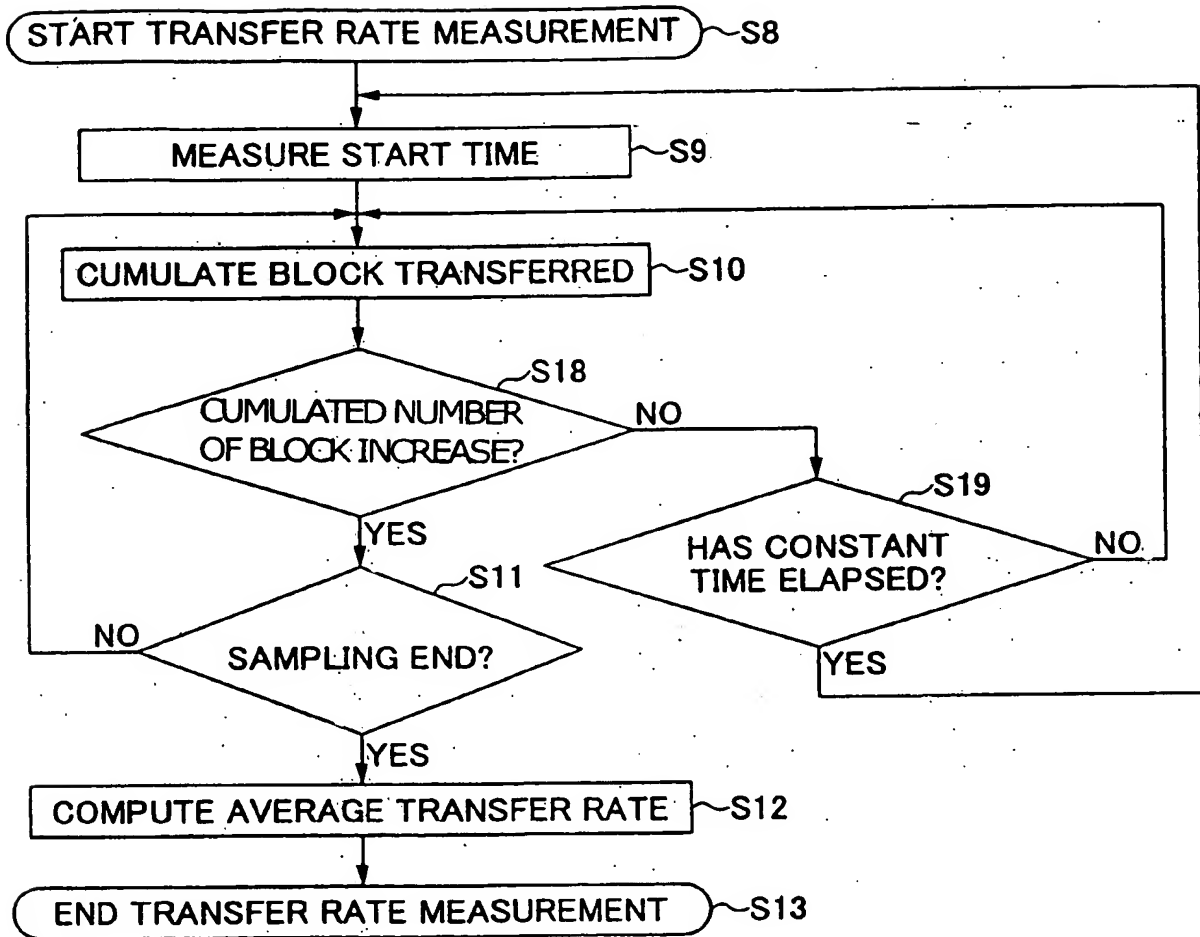 START TRANSFER RATE MEASUREMENT S8
MEASURE START TIME S9
CUMULATE BLOCK TRANSFERRED S10
S18
CUMULATED NUMBER
OF BLOCK INCREASE?
NO
YES
S19
HAS CONSTANT
TIME ELAPSED?
NO
YES
S11
SAMPLING END?
NO
YES
COMPUTE AVERAGE TRANSFER RATE S12
END TRANSFER RATE MEASUREMENT S13